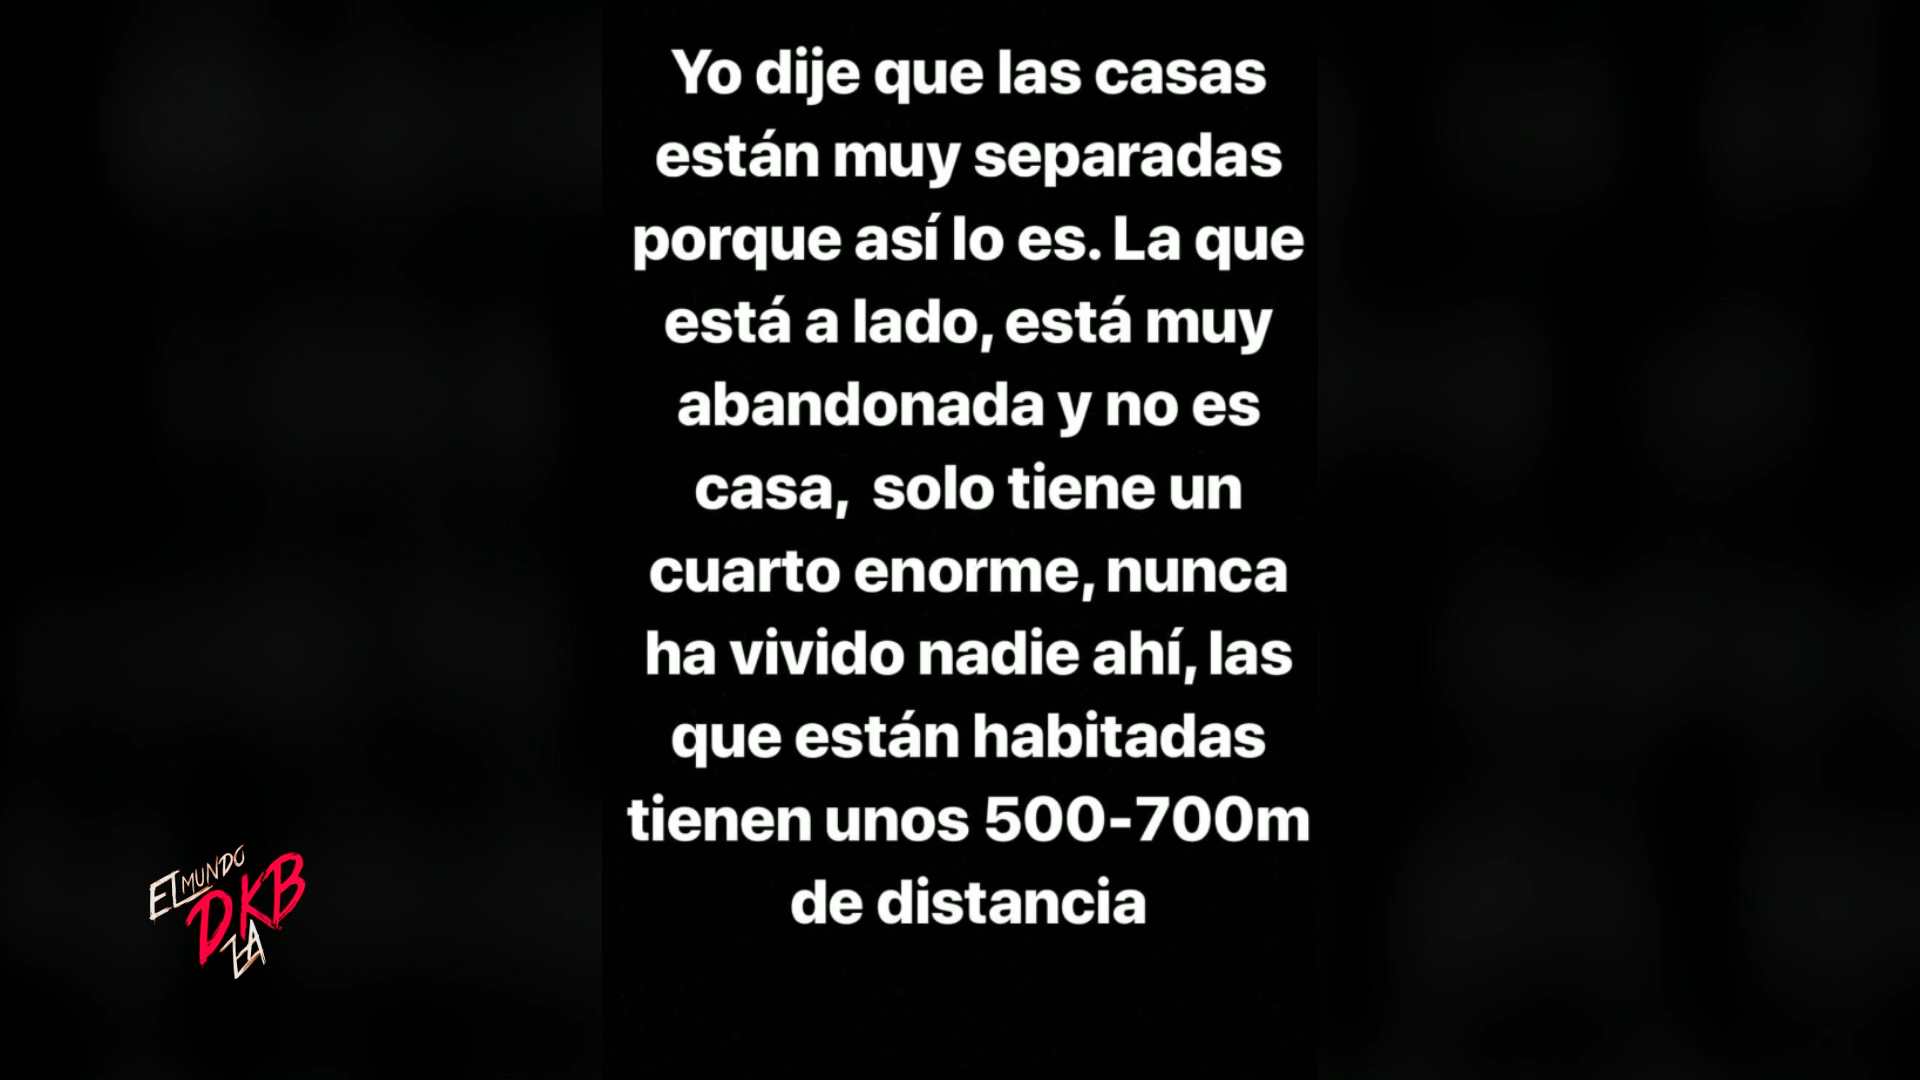 Yo dije que las casas
están muy separadas
porque así lo es. La que
está a lado, está muy
abandonada y no es
casa, solo tiene un
cuarto enorme, nunca
ha vivido nadie ahí, las
que están habitadas
tienen unos 500-700m
de distancia
EL MUNDO
DKB
ZA